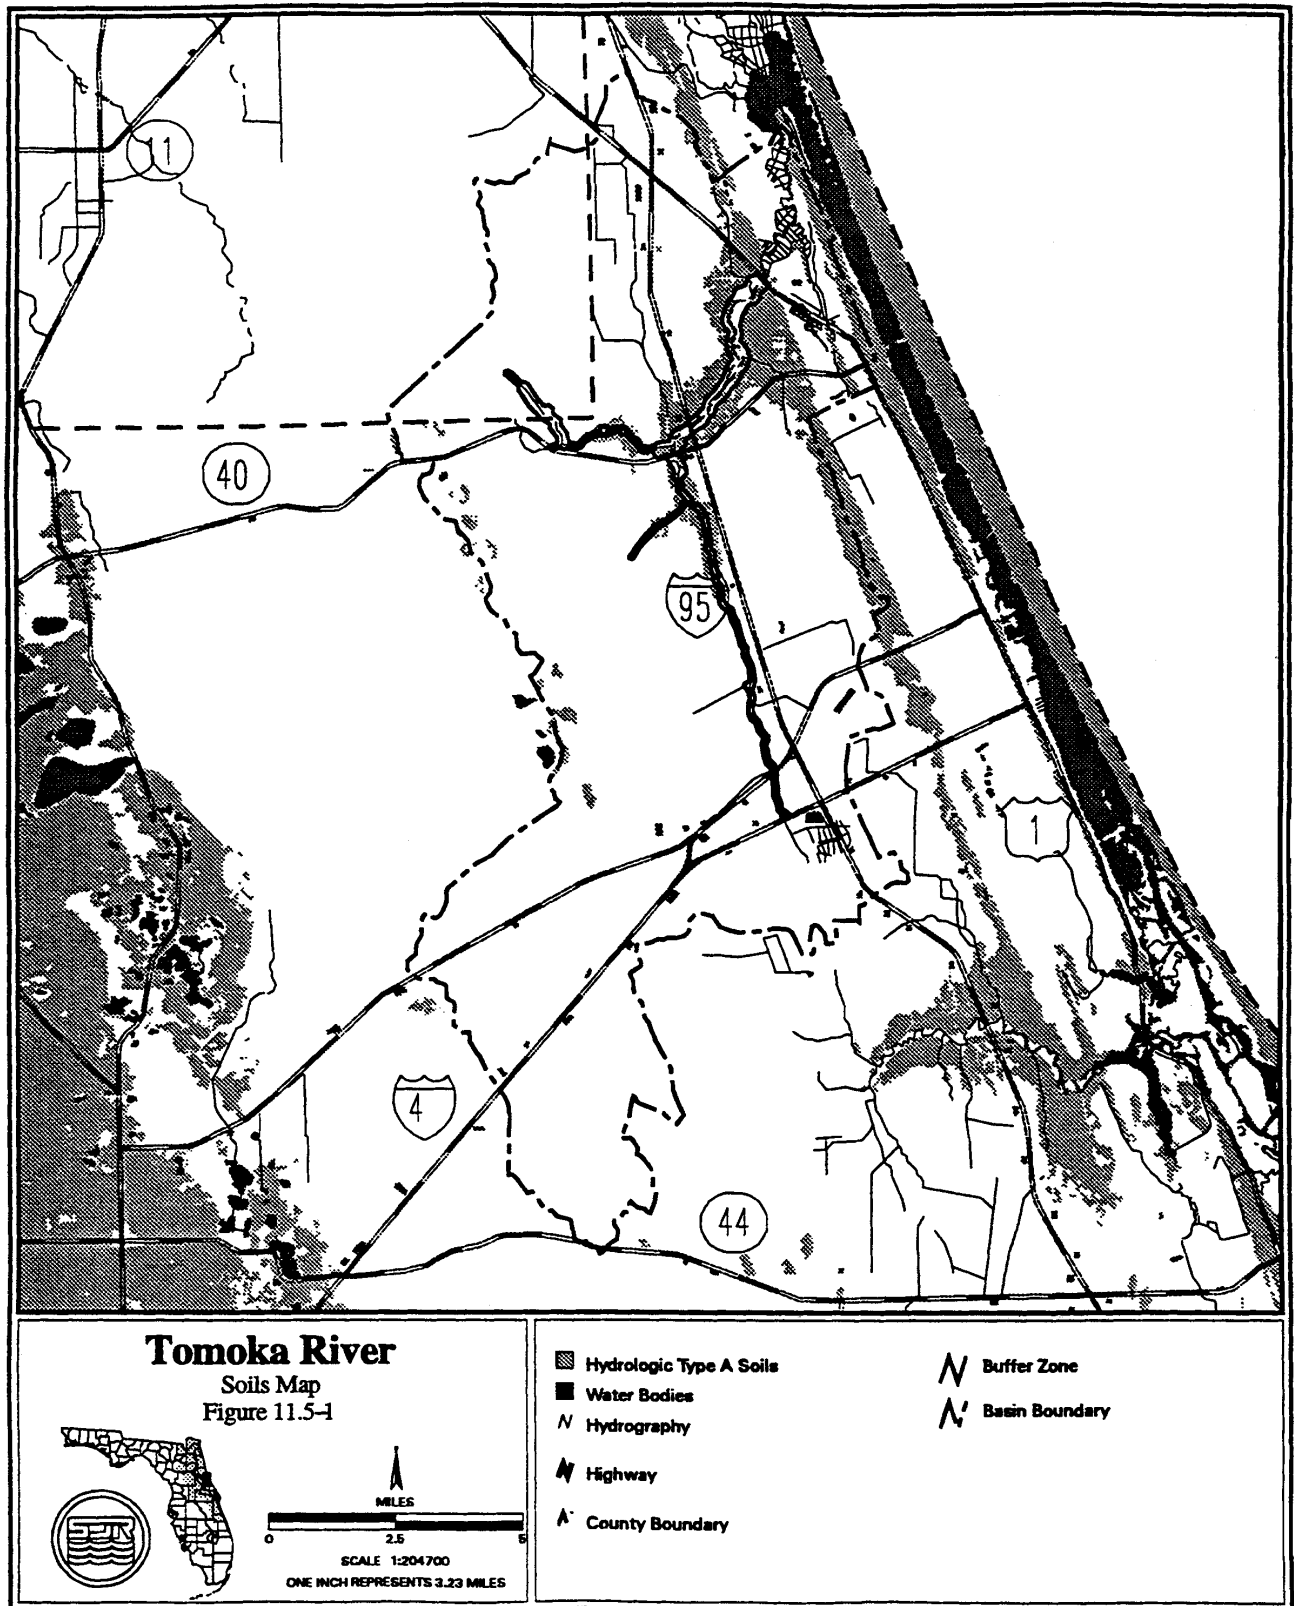 11
40
95
1
4
44
Tomoka River
Soils Map
Figure 11.5–1
MILES
0 2.5 5
SCALE 1:204700
ONE INCH REPRESENTS 3.23 MILES
SJR
Hydrologic Type A Soils
Water Bodies
Hydrography
Highway
County Boundary
Buffer Zone
Basin Boundary